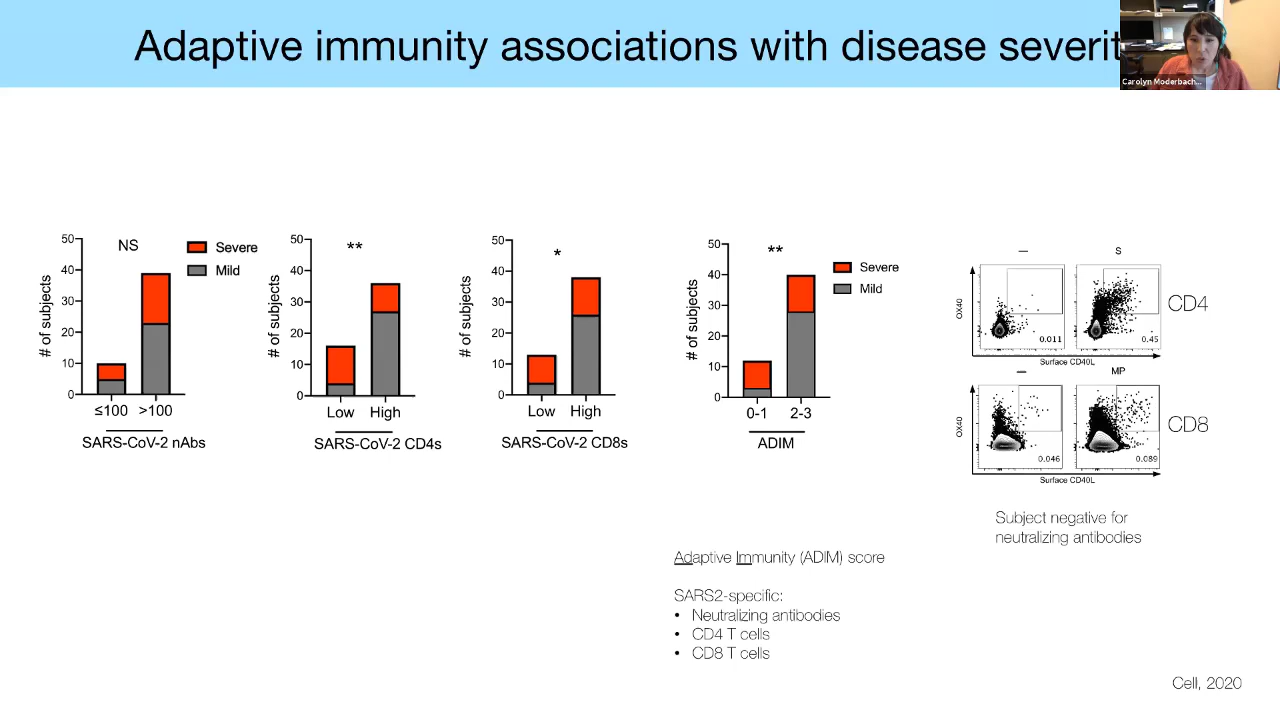 Adaptive immunity associations with disease severit
Carolyn Moderbach...
50
40
30
20
10
0
# of subjects
NS
≤100
>100
SARS-CoV-2 nAbs
Severe
Mild
50
40
30
20
10
0
# of subjects
**
Low
High
SARS-CoV-2 CD4s
50
40
30
20
10
0
# of subjects
*
Low
High
SARS-CoV-2 CD8s
50
40
30
20
10
0
# of subjects
**
0-1
2-3
ADIM
Severe
Mild
—
S
OX40
0.011
0.45
CD4
Surface CD40L
—
MP
OX40
0.046
0.089
CD8
Surface CD40L
Subject negative for
neutralizing antibodies
Adaptive Immunity (ADIM) score
SARS2-specific:
• Neutralizing antibodies
• CD4 T cells
• CD8 T cells
Cell, 2020